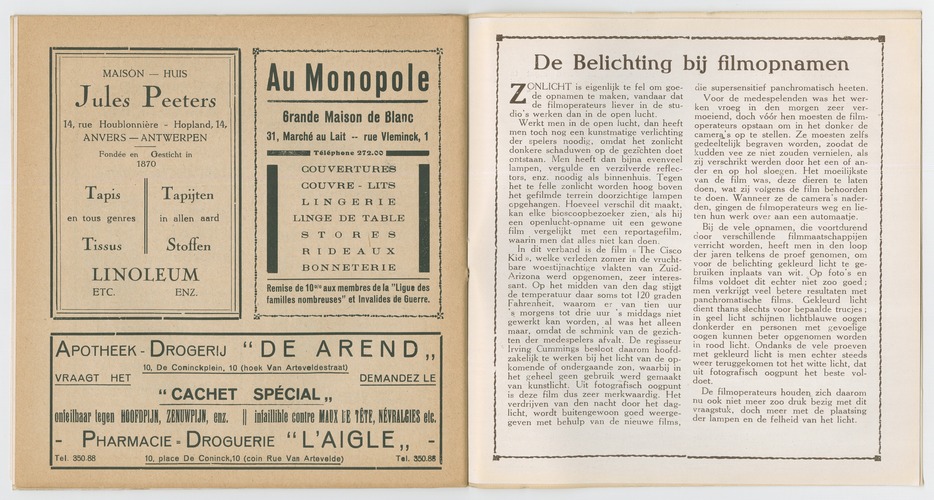 MAISON — HUIS
Jules Peeters
14, rue Houblonnière - Hopland, 14,
ANVERS — ANTWERPEN
Fondée en Gesticht in
1870
Tapis Tapijten
en tous genres in allen aard
Tissus Stoffen
LINOLEUM
ETC. ENZ.
Au Monopole
Grande Maison de Blanc
31, Marché au Lait -- rue Vleminck, 1
Téléphone 272.00
COUVERTURES
COUVRE - LITS
LINGERIE
LINGE DE TABLE
STORES
RIDEAUX
BONNETERIE
Remise de 10% aux membres de la "Ligue des
familles nombreuses" et Invalides de Guerre.
APOTHEEK - DROGERIJ "DE AREND„
10, De Coninckplein, 10 (hoek Van Arteveldestraat)
VRAAGT HET DEMANDEZ LE
"CACHET SPÉCIAL„
onfeilbaar tegen HOOFDPIJN, ZENUWPIJN, enz. || infaillible contre MAUX DE TÊTE, NÉVRALGIES etc.
- PHARMACIE - DROGUERIE "L'AIGLE„ -
Tel. 350.88 10, place De Coninck,10 (coin Rue Van Artevelde) Tel. 350.88
De Belichting bij filmopnamen
ZONLICHT is eigenlijk te fel om goe-
de opnamen te maken, vandaar dat
de filmoperateurs liever in de stu-
dio's werken dan in de open lucht.
Werkt men in de open lucht, dan heeft
men toch nog een kunstmatige verlichting
der spelers noodig, omdat het zonlicht
donkere schaduwen op de gezichten doet
ontstaan. Men heeft dan bijna evenveel
lampen, vergulde en verzilverde reflec-
tors, enz. noodig als binnenhuis. Tegen
het te felle zonlicht worden hoog boven
het gefilmde terrein doorzichtige lampen
opgehangen. Hoeveel verschil dit maakt,
kan elke bioscoopbezoeker zien, als hij
een openlucht-opname uit een gewone
film vergelijkt met een reportagefilm,
waarin men dat alles niet kan doen.
In dit verband is de film « The Cisco
Kid », welke verleden zomer in de vrucht-
bare woestijnachtige vlakten van Zuid-
Arizona werd opgenomen, zeer interes-
sant. Op het midden van den dag stijgt
de temperatuur daar soms tot 120 graden
Fahrenheit, waarom er van tien uur
's morgens tot drie uur 's middags niet
gewerkt kan worden, al was het alleen
maar, omdat de schmink van de gezich-
ten der medespelers afvalt. De regisseur
Irving Cummings besloot daarom hoofd-
zakelijk te werken bij het licht van de op-
komende of ondergaande zon, waarbij in
het geheel geen gebruik werd gemaakt
van kunstlicht. Uit fotografisch oogpunt
is deze film dus zeer merkwaardig. Het
verdrijven van den nacht door het dag-
licht, wordt buitengewoon goed weerge-
geven met behulp van de nieuwe films,
die supersensitief panchromatisch heeten.
Voor de medespelenden was het wer-
ken vroeg in den morgen zeer ver-
moeiend, doch vóór hen moesten de film-
operateurs opstaan om in het donker de
camera's op te stellen. Ze moesten zelfs
gedeeltelijk begraven worden, zoodat de
kudden vee ze niet zouden vernielen, als
zij verschrikt werden door het een of an-
der en op hol sloegen. Het moeilijkste
van de film was, deze dieren te laten
doen, wat zij volgens de film behoorden
te doen. Wanneer ze de camera's nader-
den, gingen de filmoperateurs weg en lie-
ten hun werk over aan een automaatje.
Bij de vele opnamen, die voortdurend
door verschillende filmmaatschappijen
verricht worden, heeft men in den loop
der jaren telkens de proef genomen, om
voor de belichting gekleurd licht te ge-
bruiken inplaats van wit. Op foto's en
films voldoet dit echter niet zoo goed ;
men verkrijgt veel betere resultaten met
panchromatische films. Gekleurd licht
dient thans slechts voor bepaalde trucjes ;
in geel licht schijnen lichtblauwe oogen
donkerder en personen met gevoelige
oogen kunnen beter opgenomen worden
in rood licht. Ondanks de vele proeven
met gekleurd licht is men echter steeds
weer teruggekomen tot het witte licht, dat
uit fotografisch oogpunt het beste vol-
doet.
De filmoperateurs houden zich daarom
nu ook niet meer zoo druk bezig met dit
vraagstuk, doch meer met de plaatsing
der lampen en de felheid van het licht.